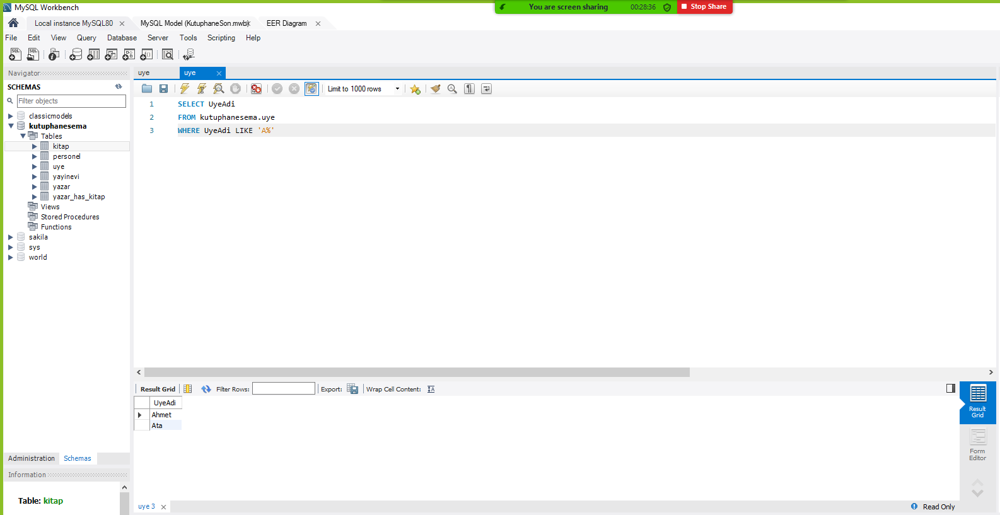 MySQL Workbench
You are screen sharing 00:28:36 Stop Share
Local instance MySQL80 MySQL Model (KutuphaneSon.mwb) EER Diagram
File Edit View Query Database Server Tools Scripting Help
Navigator
SCHEMAS
Filter objects
classicmodels
kutuphanesema
Tables
kitap
personel
uye
yayinevi
yazar
yazar_has_kitap
Views
Stored Procedures
Functions
sakila
sys
world
Administration Schemas
Information
Table: kitap
uye uye
Limit to 1000 rows
1 SELECT UyeAdi
2 FROM kutuphanesema.uye
3 WHERE UyeAdi LIKE 'A%'
Result Grid Filter Rows: Export: Wrap Cell Content:
UyeAdi
Ahmet
Ata
Result
Grid
Form
Editor
uye 3
Read Only